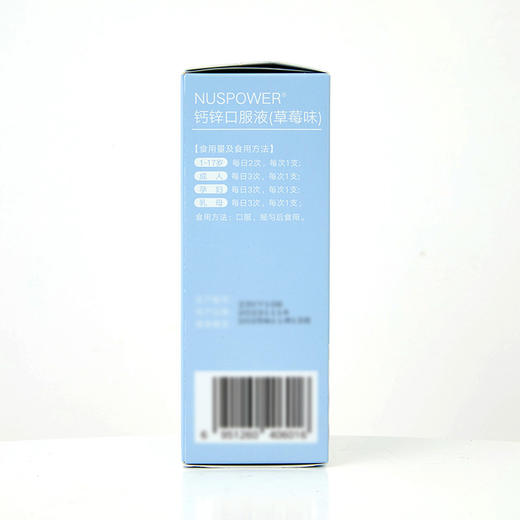 NUSPOWER®
钙锌口服液(草莓味)
【食用量及食用方法】
1-17岁 每日2次，每次1支;
成人 每日3次，每次1支;
孕妇 每日3次，每次1支;
乳母 每日3次，每次1支;
食用方法：口服，摇匀后食用。
6 951260 406016